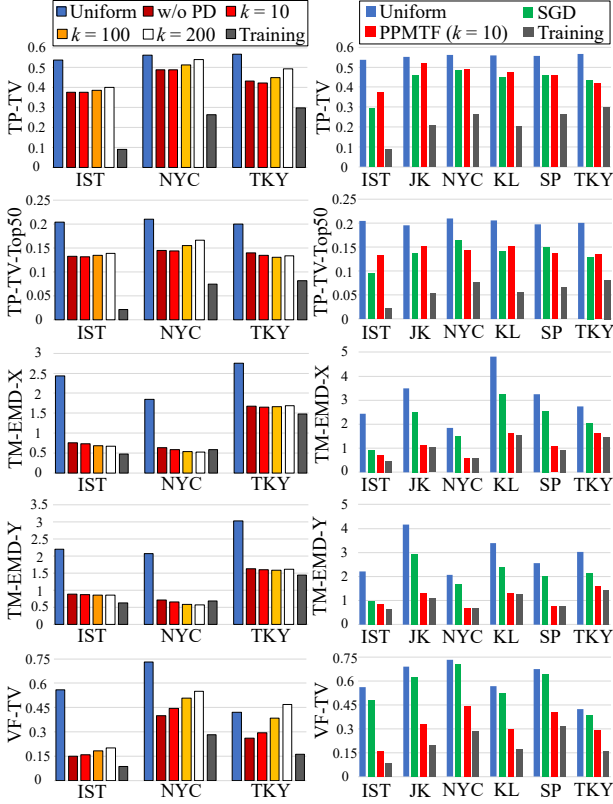 Uniform w/o PD k = 10
k = 100 k = 200 Training
TP-TV
0.6
0.5
0.4
0.3
0.2
0.1
0
IST NYC TKY
TP-TV-Top50
0.25
0.2
0.15
0.1
0.05
0
IST NYC TKY
TM-EMD-X
3
2.5
2
1.5
1
0.5
0
IST NYC TKY
TM-EMD-Y
3.5
3
2.5
2
1.5
1
0.5
0
IST NYC TKY
VF-TV
0.75
0.6
0.45
0.3
0.15
0
IST NYC TKY
Uniform SGD
PPMTF (k = 10) Training
TP-TV
0.6
0.5
0.4
0.3
0.2
0.1
0
IST JK NYC KL SP TKY
TP-TV-Top50
0.25
0.2
0.15
0.1
0.05
0
IST JK NYC KL SP TKY
TM-EMD-X
5
4
3
2
1
0
IST JK NYC KL SP TKY
TM-EMD-Y
5
4
3
2
1
0
IST JK NYC KL SP TKY
VF-TV
0.75
0.6
0.45
0.3
0.15
0
IST JK NYC KL SP TKY